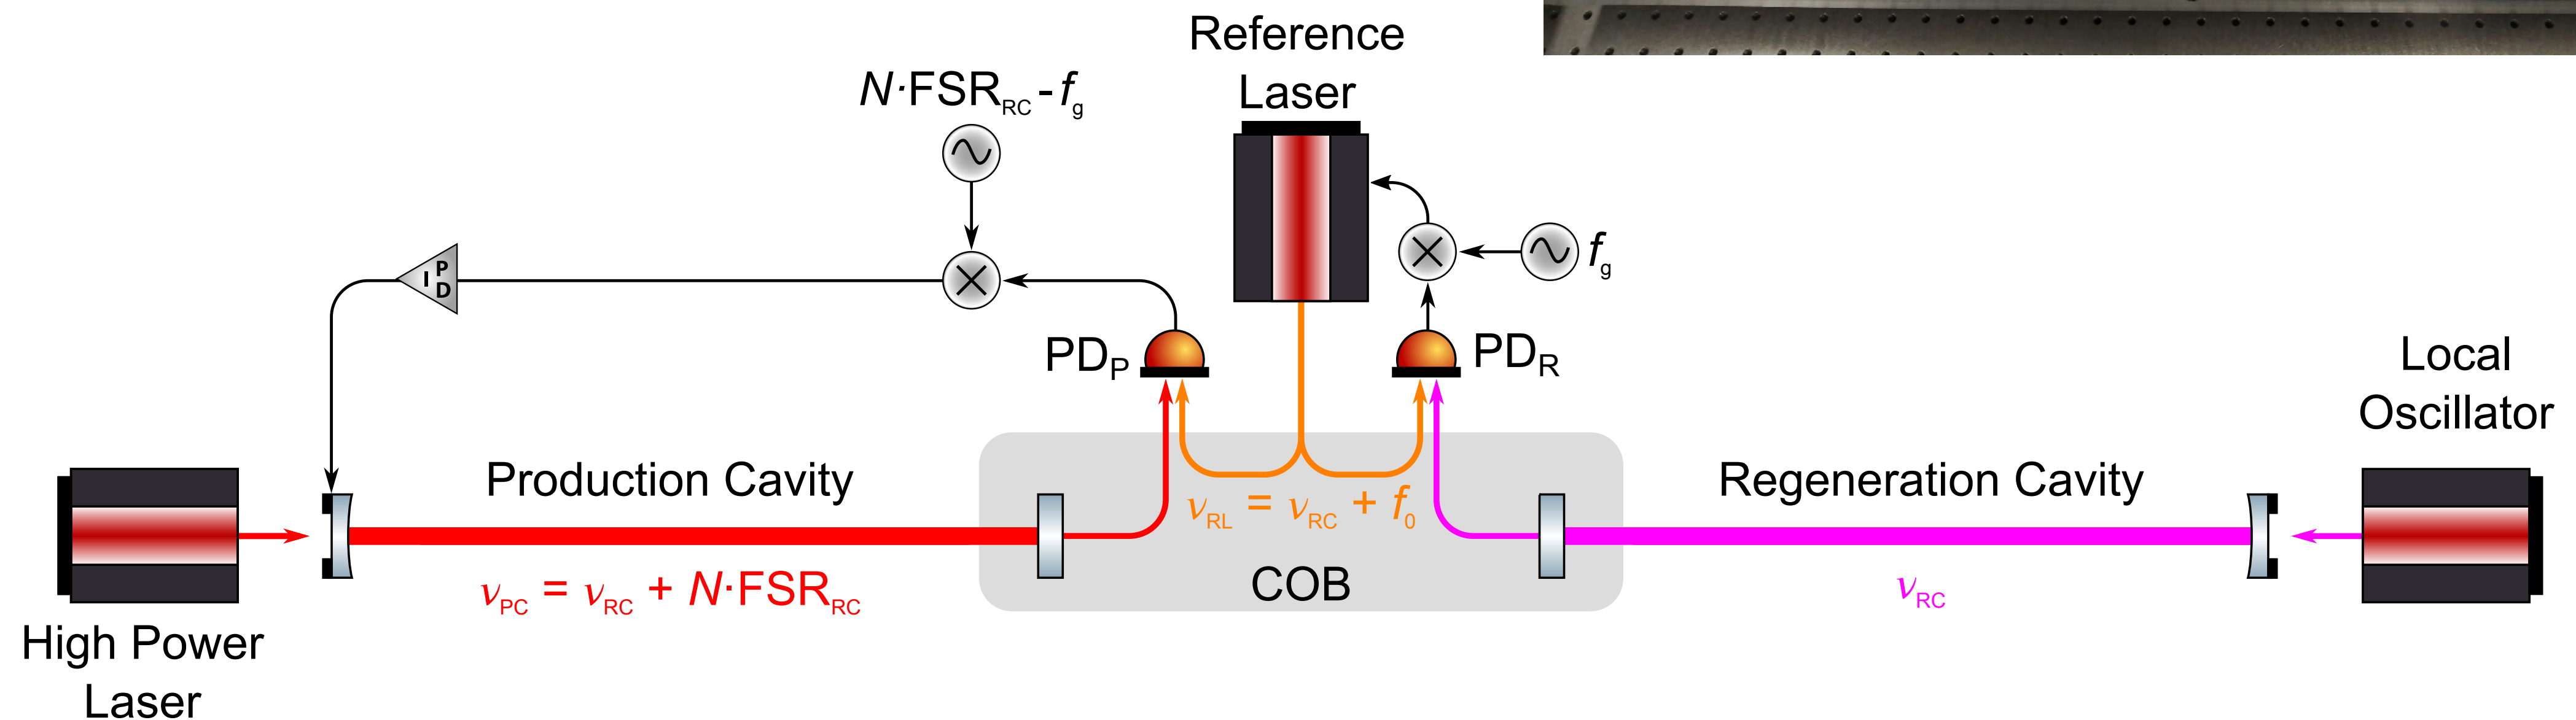 Reference
Laser
N·FSR_RC - f_g
f_g
PD_P
PD_R
Local
Oscillator
I P D
Production Cavity
Regeneration Cavity
ν_RL = ν_RC + f_0
COB
ν_PC = ν_RC + N·FSR_RC
ν_RC
High Power
Laser